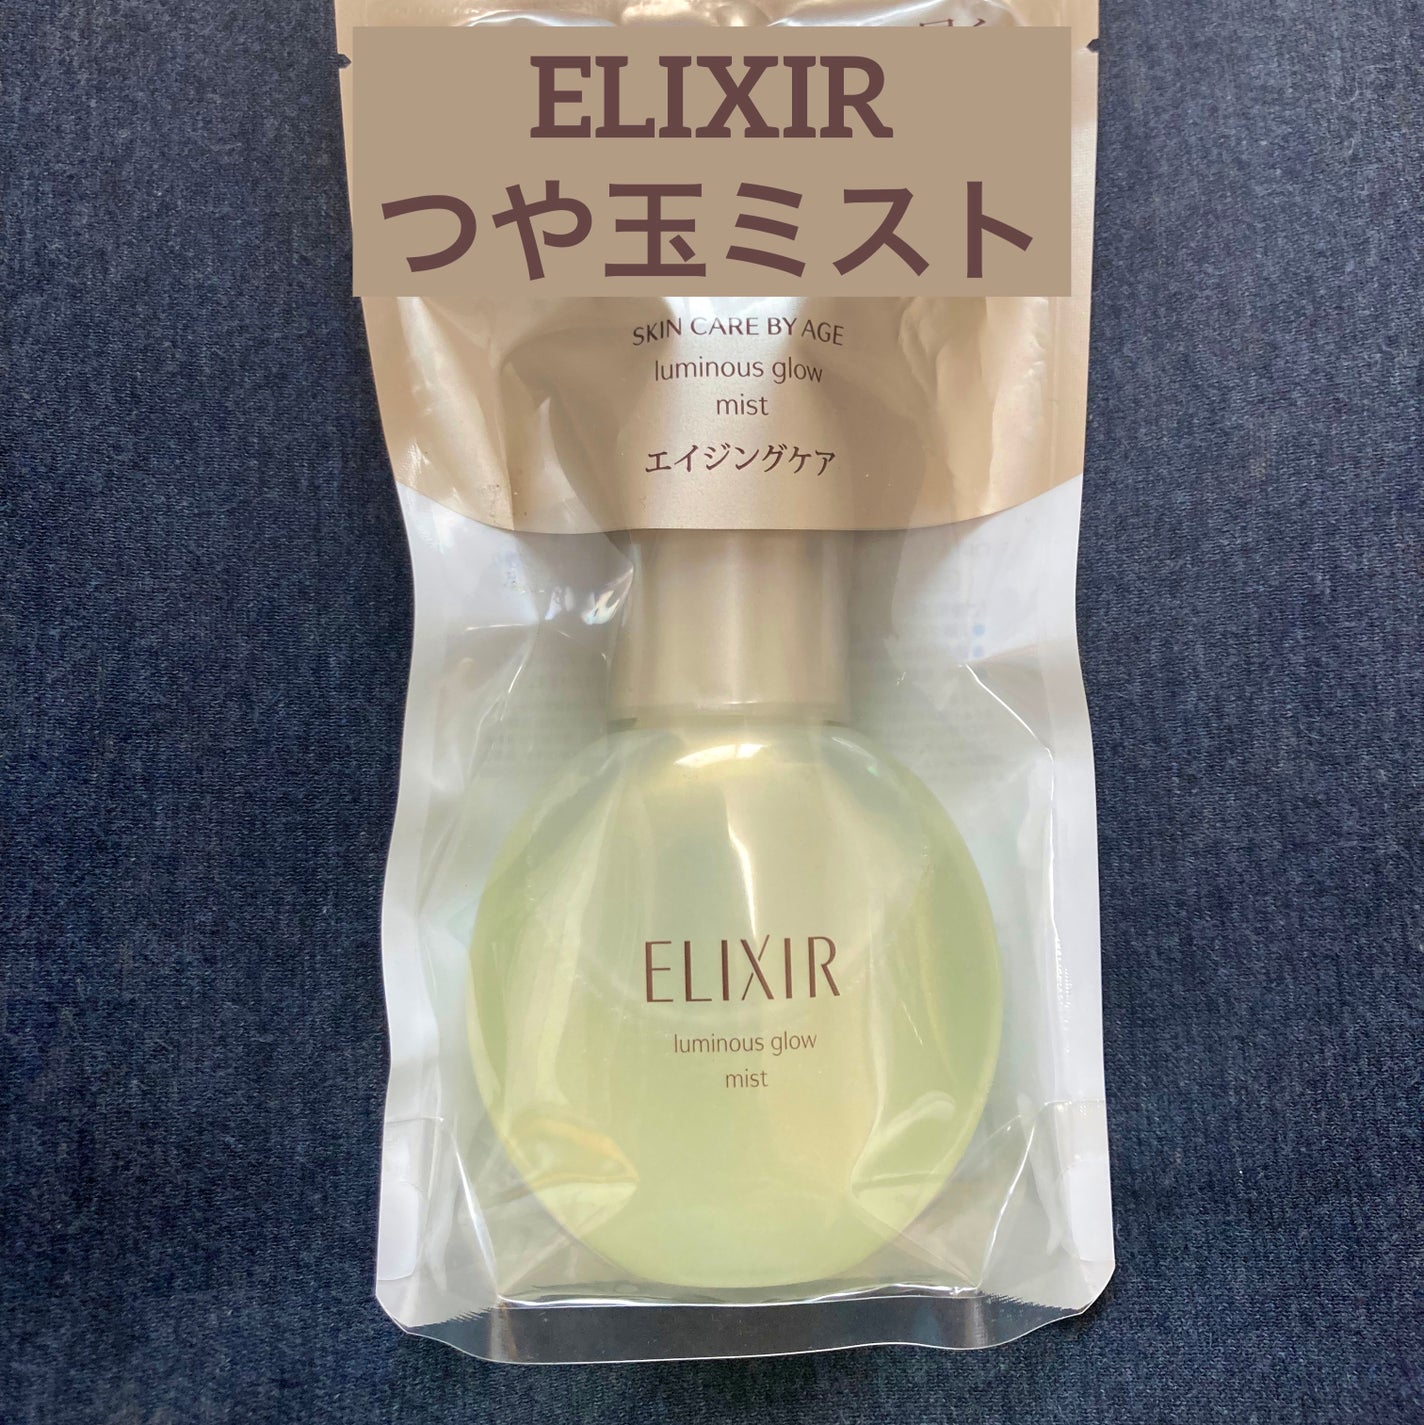 ELIXIR
つや玉ミスト
SKIN CARE BY AGE
luminous glow
mist
エイジングケア
ELIXIR
luminous glow
mist